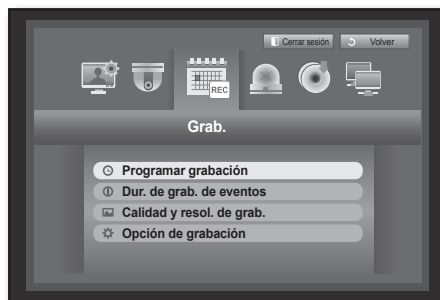 Cerrar sesión
Volver
REC
Grab.
Programar grabación
Dur. de grab. de eventos
Calidad y resol. de grab.
Opción de grabación